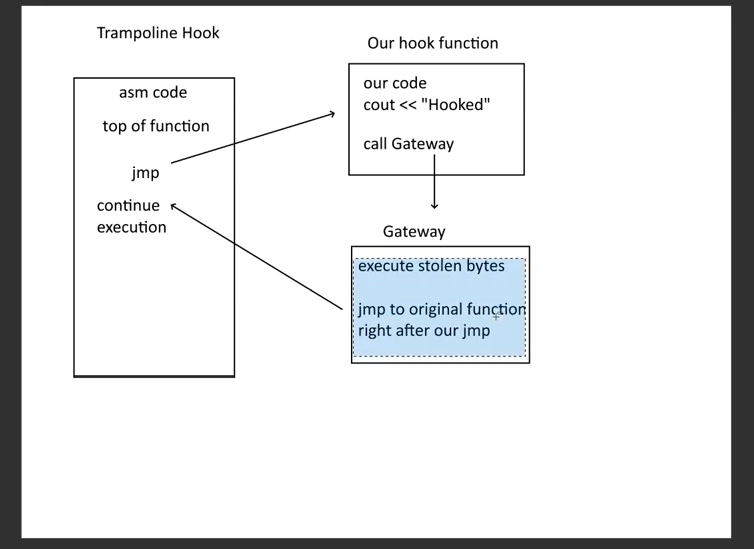 Trampoline Hook
asm code
top of function
jmp
continue
execution
Our hook function
our code
cout << "Hooked"
call Gateway
Gateway
execute stolen bytes
jmp to original function
right after our jmp